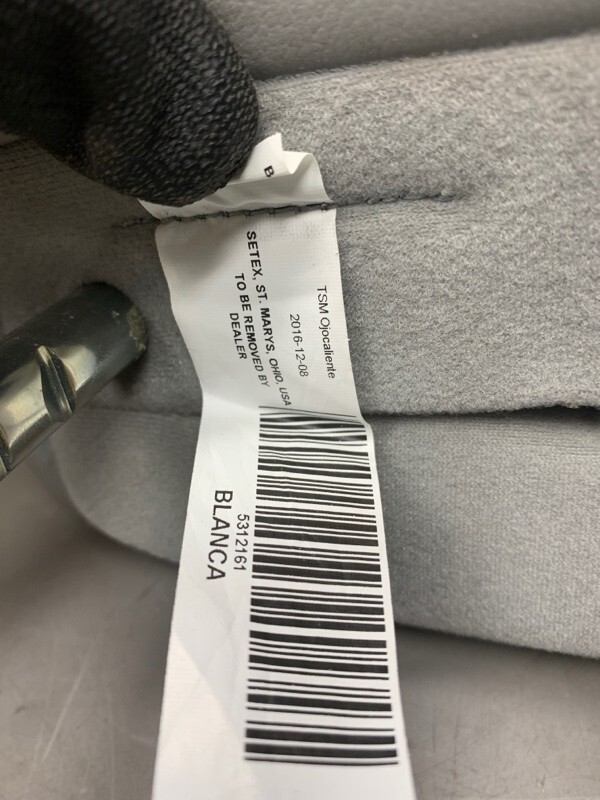 B
TSM Ojocaliente
2016-12-08
SETEX, ST. MARYS, OHIO, USA
TO BE REMOVED BY
DEALER
5312161
BLANCA